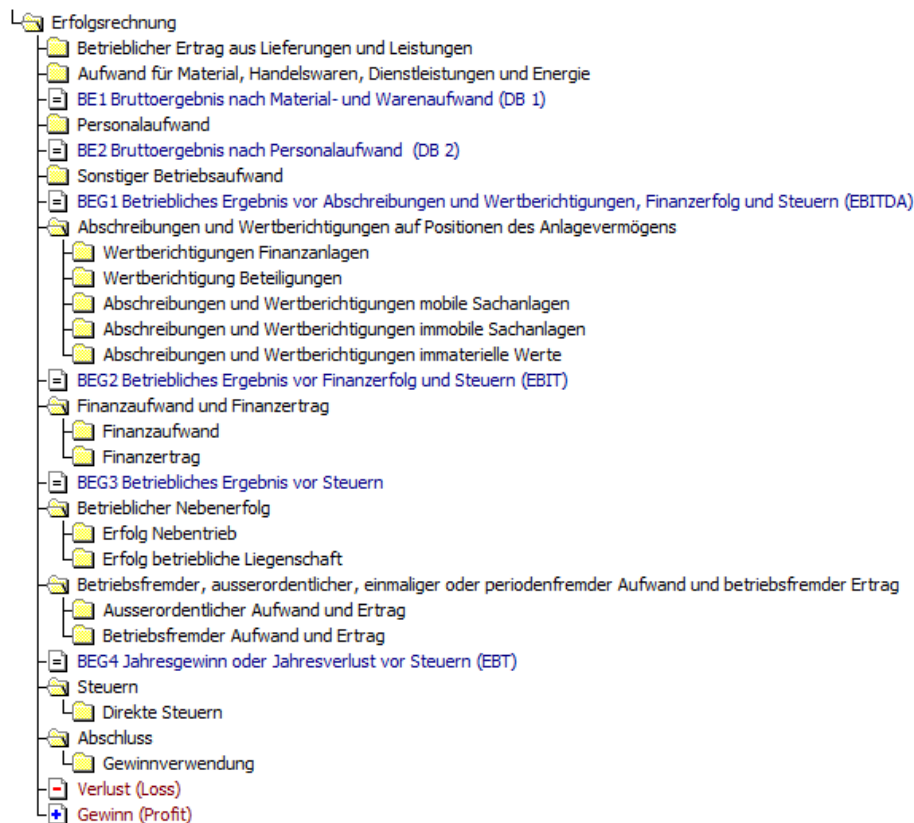 Erfolgsrechnung
Betrieblicher Ertrag aus Lieferungen und Leistungen
Aufwand für Material, Handelswaren, Dienstleistungen und Energie
BE1 Bruttoergebnis nach Material- und Warenaufwand (DB 1)
Personalaufwand
BE2 Bruttoergebnis nach Personalaufwand (DB 2)
Sonstiger Betriebsaufwand
BEG1 Betriebliches Ergebnis vor Abschreibungen und Wertberichtigungen, Finanzerfolg und Steuern (EBITDA)
Abschreibungen und Wertberichtigungen auf Positionen des Anlagevermögens
Wertberichtigungen Finanzanlagen
Wertberichtigung Beteiligungen
Abschreibungen und Wertberichtigungen mobile Sachanlagen
Abschreibungen und Wertberichtigungen immobile Sachanlagen
Abschreibungen und Wertberichtigungen immaterielle Werte
BEG2 Betriebliches Ergebnis vor Finanzerfolg und Steuern (EBIT)
Finanzaufwand und Finanzertrag
Finanzaufwand
Finanzertrag
BEG3 Betriebliches Ergebnis vor Steuern
Betrieblicher Nebenerfolg
Erfolg Nebentrieb
Erfolg betriebliche Liegenschaft
Betriebsfremder, ausserordentlicher, einmaliger oder periodenfremder Aufwand und betriebsfremder Ertrag
Ausserordentlicher Aufwand und Ertrag
Betriebsfremder Aufwand und Ertrag
BEG4 Jahresgewinn oder Jahresverlust vor Steuern (EBT)
Steuern
Direkte Steuern
Abschluss
Gewinnverwendung
Verlust (Loss)
Gewinn (Profit)